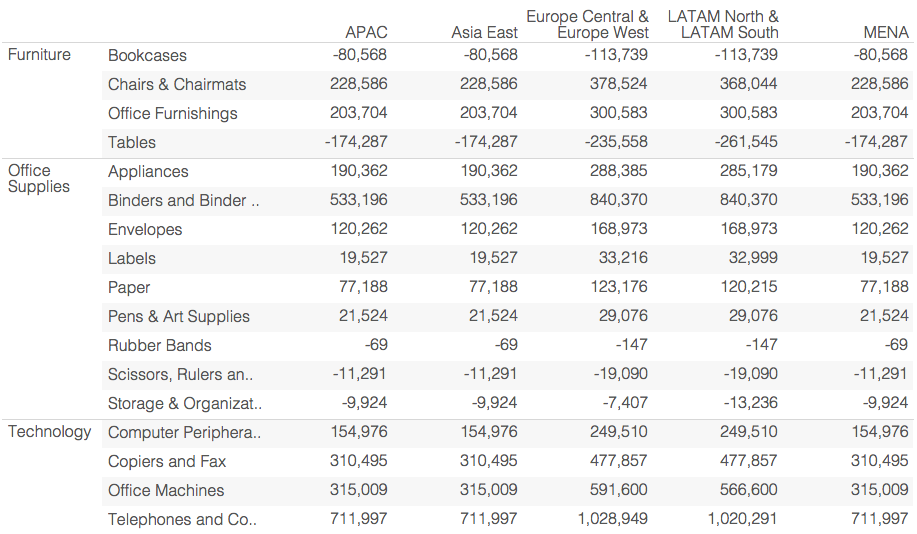 Europe Central & LATAM North &
APAC Asia East Europe West LATAM South MENA
Furniture Bookcases -80,568 -80,568 -113,739 -113,739 -80,568
Chairs & Chairmats 228,586 228,586 378,524 368,044 228,586
Office Furnishings 203,704 203,704 300,583 300,583 203,704
Tables -174,287 -174,287 -235,558 -261,545 -174,287
Office Supplies Appliances 190,362 190,362 288,385 285,179 190,362
Binders and Binder .. 533,196 533,196 840,370 840,370 533,196
Envelopes 120,262 120,262 168,973 168,973 120,262
Labels 19,527 19,527 33,216 32,999 19,527
Paper 77,188 77,188 123,176 120,215 77,188
Pens & Art Supplies 21,524 21,524 29,076 29,076 21,524
Rubber Bands -69 -69 -147 -147 -69
Scissors, Rulers an.. -11,291 -11,291 -19,090 -19,090 -11,291
Storage & Organizat.. -9,924 -9,924 -7,407 -13,236 -9,924
Technology Computer Periphera.. 154,976 154,976 249,510 249,510 154,976
Copiers and Fax 310,495 310,495 477,857 477,857 310,495
Office Machines 315,009 315,009 591,600 566,600 315,009
Telephones and Co.. 711,997 711,997 1,028,949 1,020,291 711,997